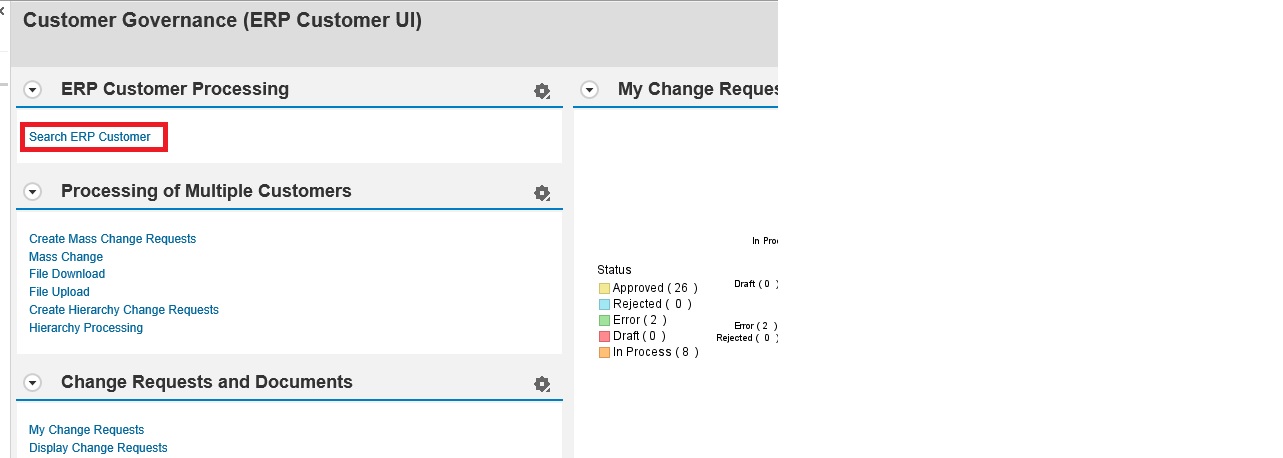 Customer Governance (ERP Customer UI)
ERP Customer Processing
Search ERP Customer
Processing of Multiple Customers
Create Mass Change Requests
Mass Change
File Download
File Upload
Create Hierarchy Change Requests
Hierarchy Processing
Change Requests and Documents
My Change Requests
Display Change Requests
My Change Reques
Status
Approved ( 26 )
Rejected ( 0 )
Error ( 2 )
Draft ( 0 )
In Process ( 8 )
In Proc
Draft ( 0 )
Error ( 2 )
Rejected ( 0 )